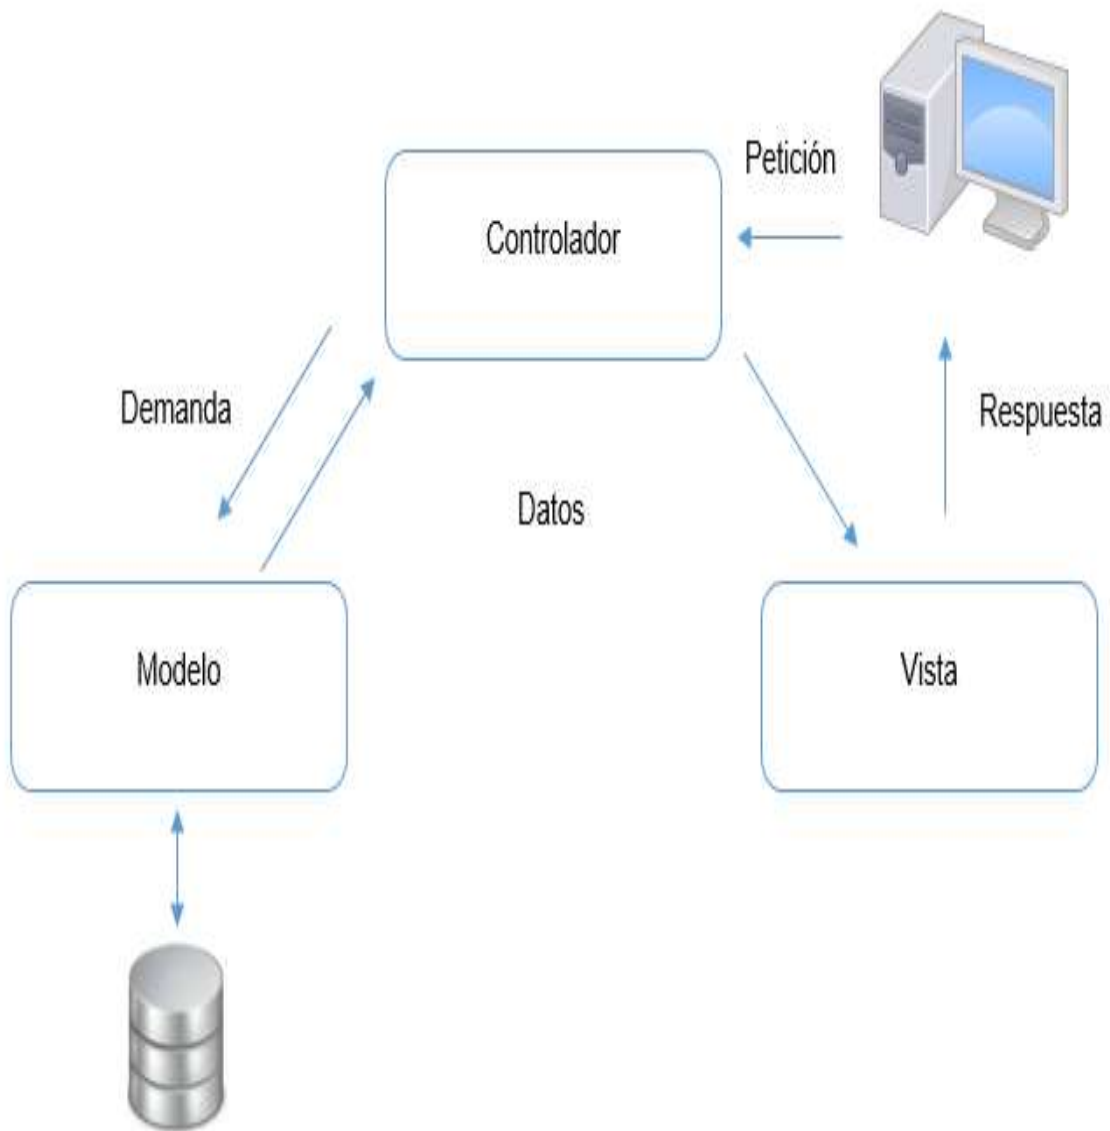 Petición
Controlador
Demanda
Respuesta
Datos
Modelo
Vista